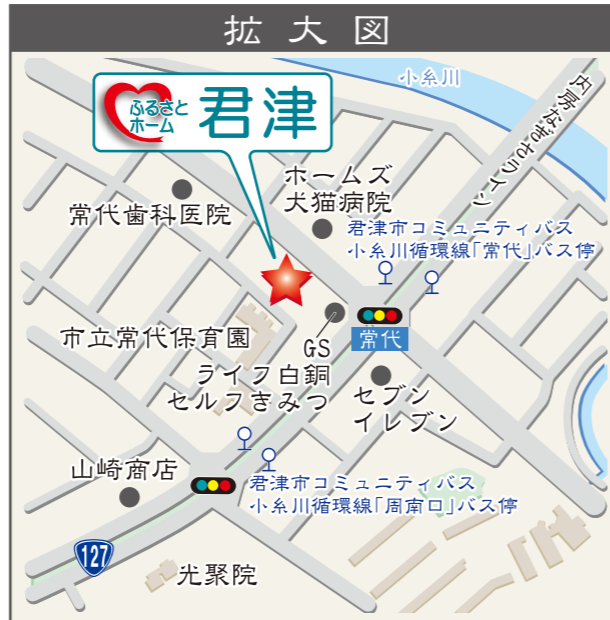 拡大図
小糸川
内房なぎさライン
ふるさと
ホーム
君津
ホームズ
犬猫病院
常代歯科医院
君津市コミュニティバス
小糸川循環線「常代」バス停
市立常代保育園
GS
常代
ライフ白銅
セルフきみつ
セブン
イレブン
山崎商店
君津市コミュニティバス
小糸川循環線「周南口」バス停
127
光聚院